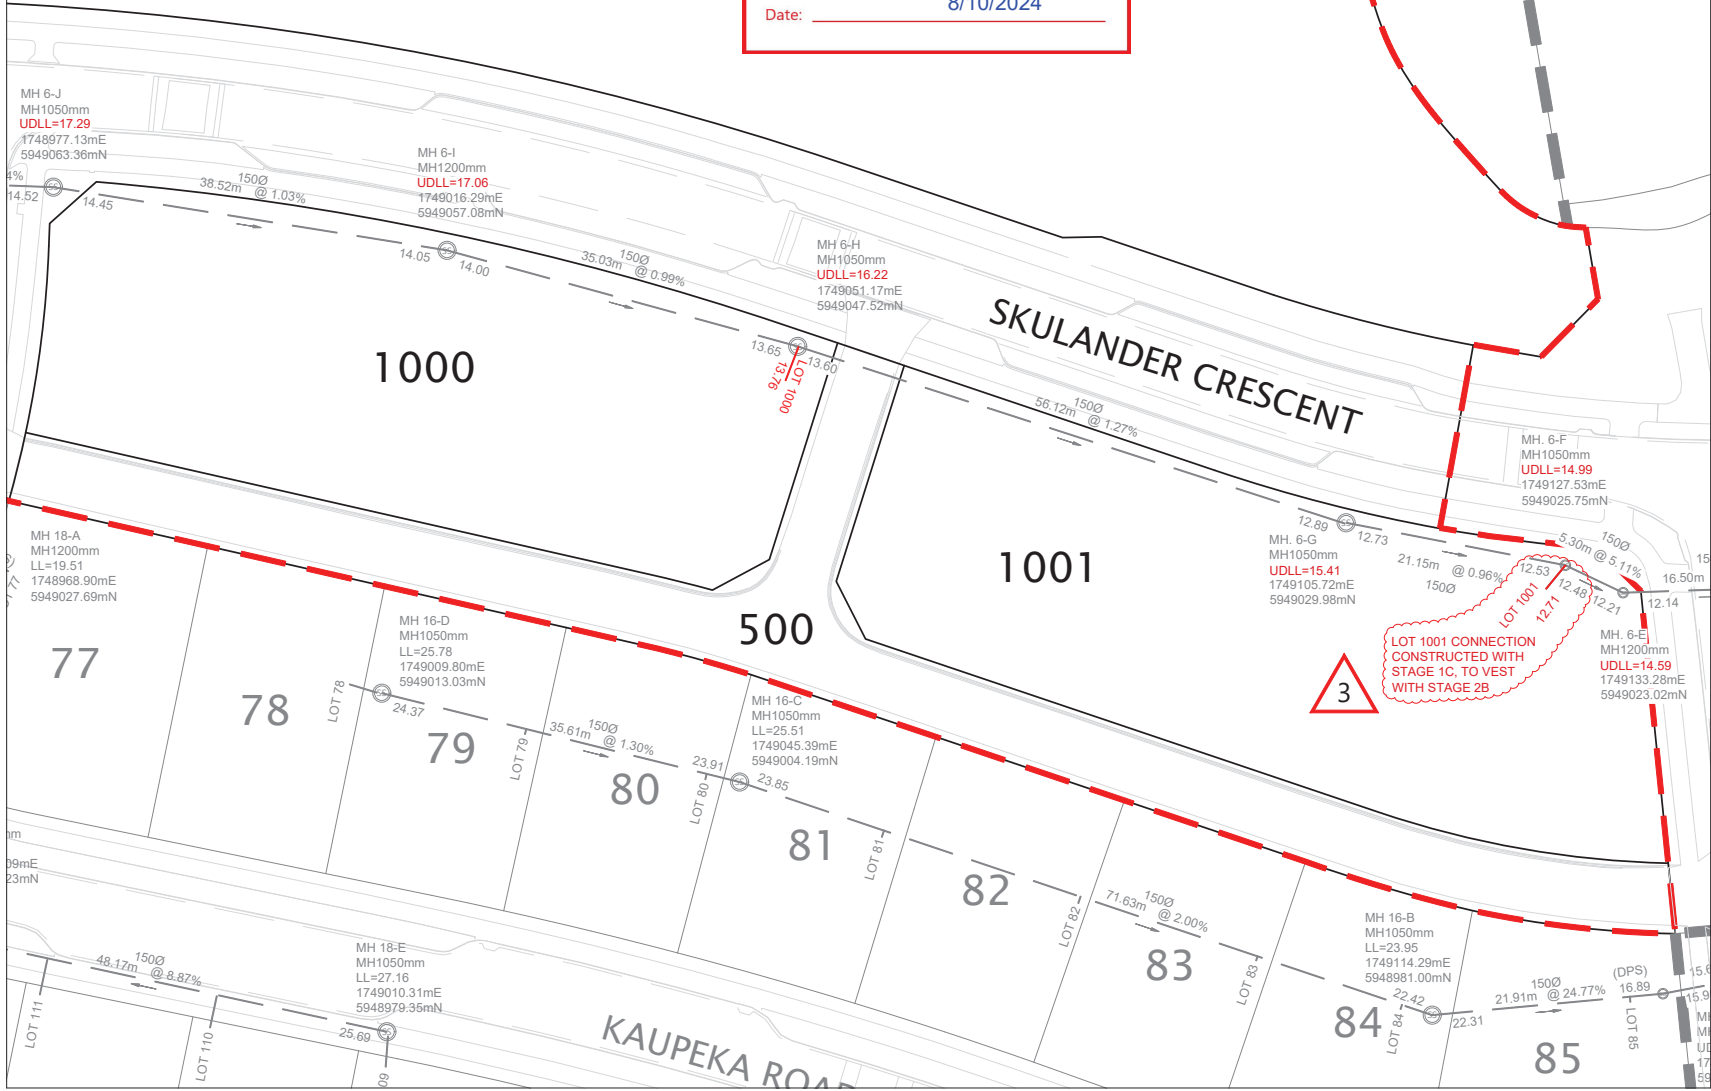 8/10/2024
Date:
MH 6-J
MH1050mm
UDLL=17.29
1748977.13mE
5949063.36mN
4%
14.52
14.45
38.52m
150Ø
@ 1.03%
MH 6-I
MH1200mm
UDLL=17.06
1749016.29mE
5949057.08mN
14.05
14.00
35.03m
150Ø
@ 0.99%
MH 6-H
MH1050mm
UDLL=16.22
1749051.17mE
5949047.52mN
13.65
13.60
LOT 1000
13.76
SKULANDER CRESCENT
1000
56.12m
150Ø
@ 1.27%
MH. 6-F
MH1050mm
UDLL=14.99
1749127.53mE
5949025.75mN
12.89
12.73
MH. 6-G
MH1050mm
UDLL=15.41
1749105.72mE
5949029.98mN
21.15m
@ 0.96%
150Ø
5.30m @ 5.11%
150Ø
12.53
12.48
12.21
16.50m
15
12.14
LOT 1001
12.71
LOT 1001 CONNECTION
CONSTRUCTED WITH
STAGE 1C, TO VEST
WITH STAGE 2B
3
MH. 6-E
MH1200mm
UDLL=14.59
1749133.28mE
5949023.02mN
1001
500
MH 18-A
MH1200mm
LL=19.51
1748968.90mE
5949027.69mN
77
78
LOT 78
MH 16-D
MH1050mm
LL=25.78
1749009.80mE
5949013.03mN
24.37
79
LOT 79
35.61m
150Ø
@ 1.30%
80
23.91
LOT 80
23.85
MH 16-C
MH1050mm
LL=25.51
1749045.39mE
5949004.19mN
81
LOT 81
82
LOT 82
71.63m
150Ø
@ 2.00%
83
LOT 83
MH 16-B
MH1050mm
LL=23.95
1749114.29mE
5948981.00mN
22.42
84
LOT 84
22.31
21.91m
150Ø
@ 24.77%
(DPS)
16.89
LOT 85
85
09mE
23mN
48.17m
150Ø
@ 8.87%
LOT 111
LOT 110
MH 18-E
MH1050mm
LL=27.16
1749010.31mE
5948979.35mN
25.69
09
KAUPEKA ROAD